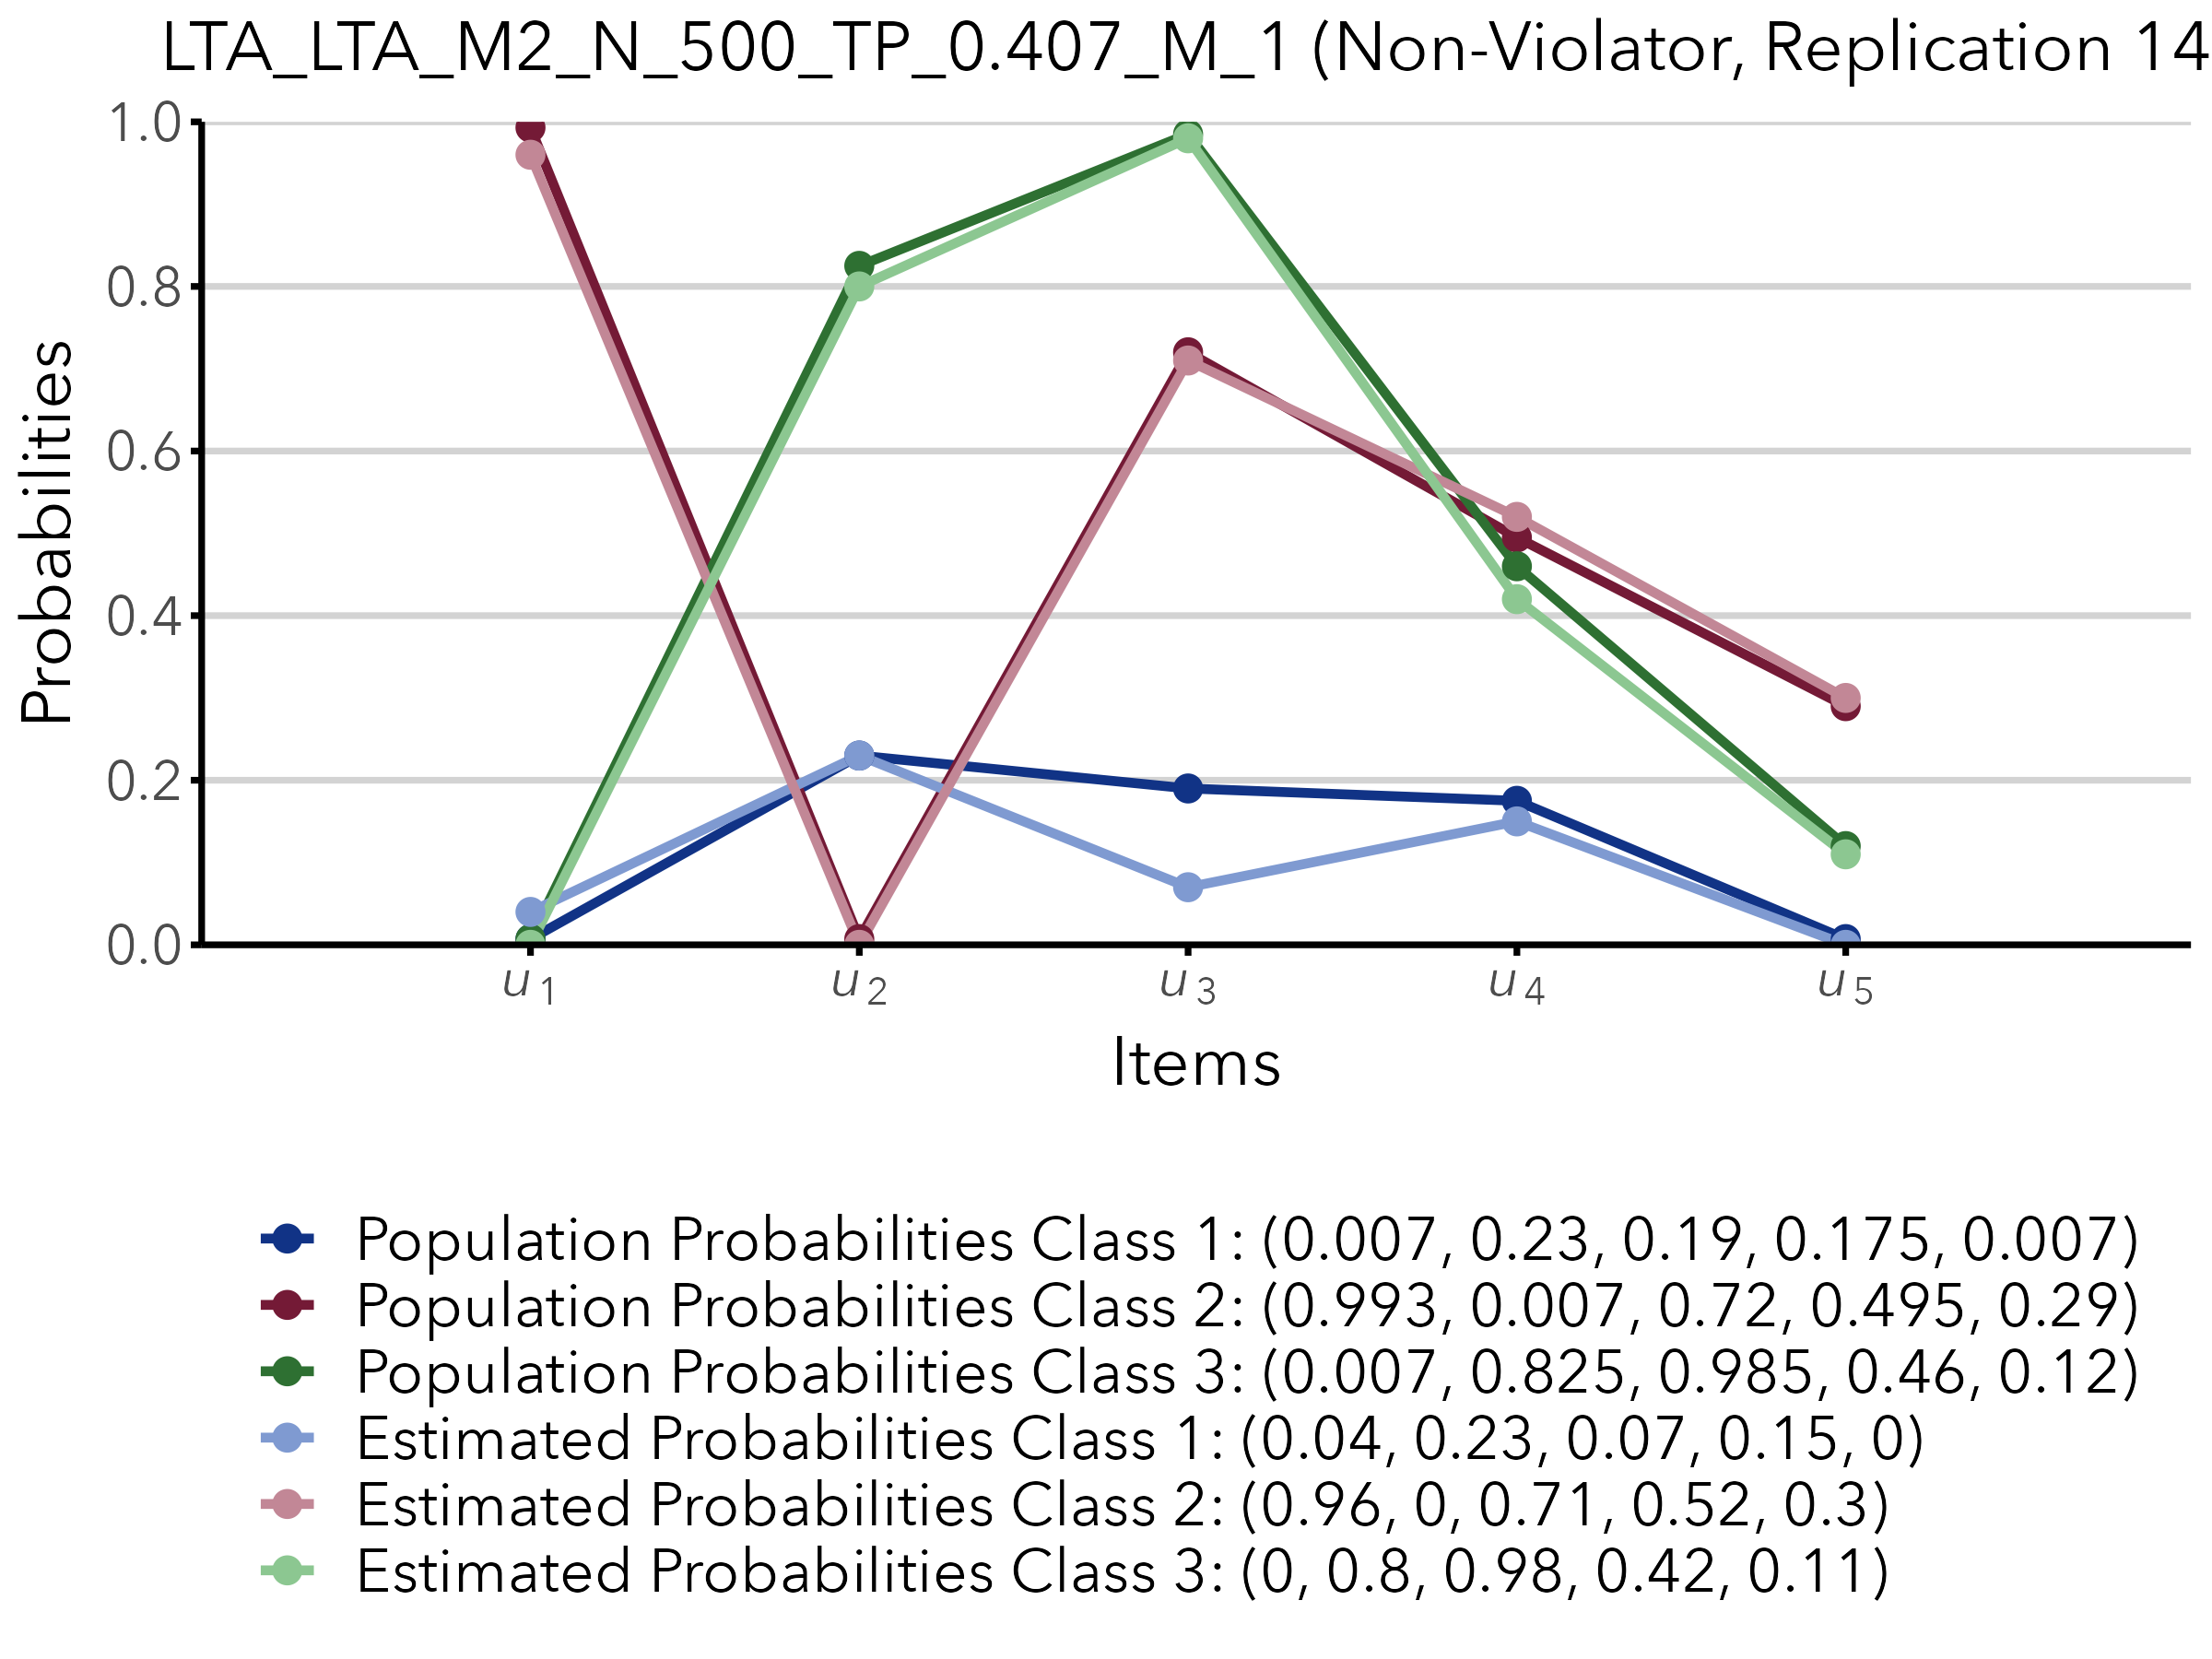 LTA_LTA_M2_N_500_TP_0.407_M_1 (Non-Violator, Replication 14
Probabilities
1.0
0.8
0.6
0.4
0.2
0.0
u1
u2
u3
u4
u5
Items
Population Probabilities Class 1: (0.007, 0.23, 0.19, 0.175, 0.007)
Population Probabilities Class 2: (0.993, 0.007, 0.72, 0.495, 0.29)
Population Probabilities Class 3: (0.007, 0.825, 0.985, 0.46, 0.12)
Estimated Probabilities Class 1: (0.04, 0.23, 0.07, 0.15, 0)
Estimated Probabilities Class 2: (0.96, 0, 0.71, 0.52, 0.3)
Estimated Probabilities Class 3: (0, 0.8, 0.98, 0.42, 0.11)